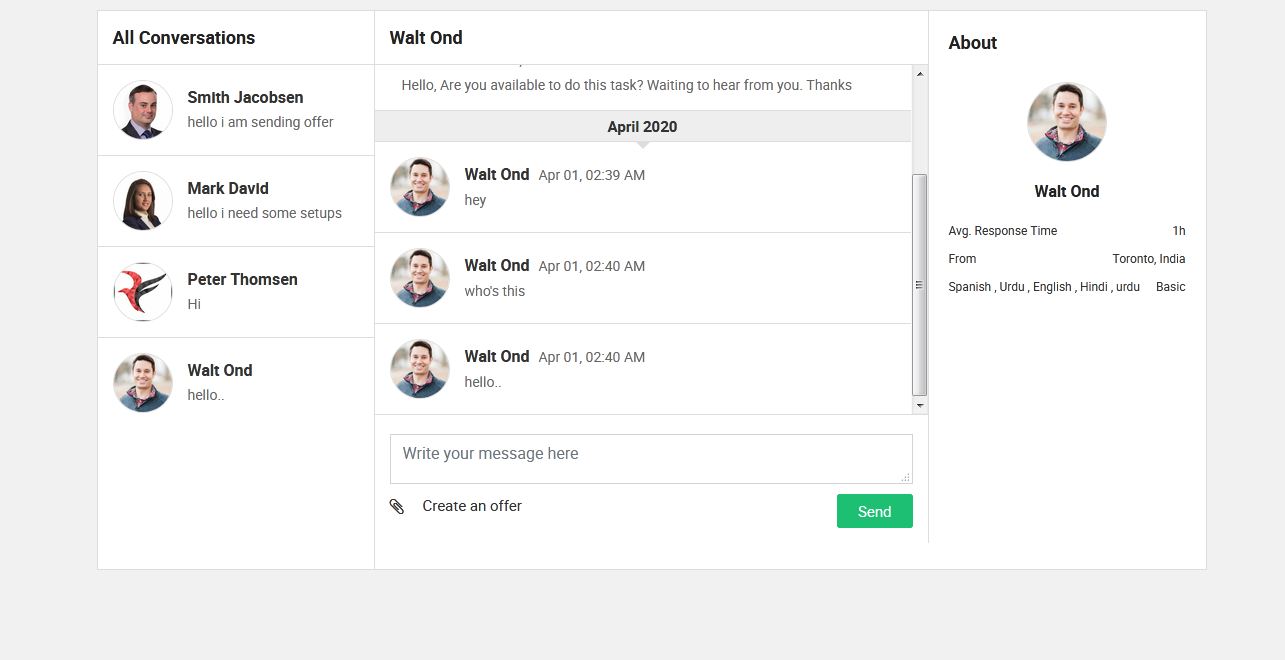 All Conversations
Smith Jacobsen
hello i am sending offer
Mark David
hello i need some setups
Peter Thomsen
Hi
Walt Ond
hello..
Walt Ond
Hello, Are you available to do this task? Waiting to hear from you. Thanks
April 2020
Walt Ond Apr 01, 02:39 AM
hey
Walt Ond Apr 01, 02:40 AM
who's this
Walt Ond Apr 01, 02:40 AM
hello..
Write your message here
Create an offer
Send
About
Walt Ond
Avg. Response Time 1h
From Toronto, India
Spanish , Urdu , English , Hindi , urdu Basic